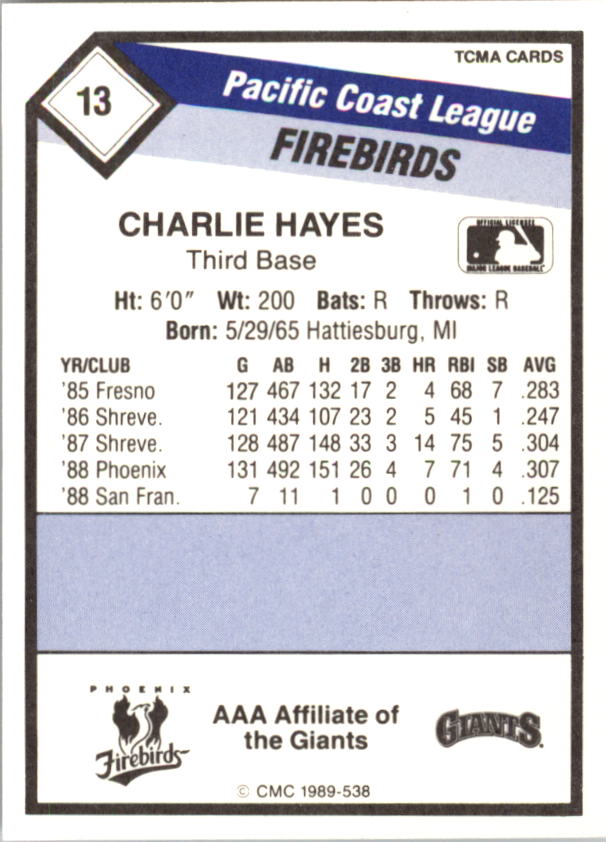 TCMA CARDS
13
Pacific Coast League
FIREBIRDS
CHARLIE HAYES
Third Base
OFFICIAL LICENSEE
MAJOR LEAGUE BASEBALL
Ht: 6'0" Wt: 200 Bats: R Throws: R
Born: 5/29/65 Hattiesburg, MI
YR/CLUB G AB H 2B 3B HR RBI SB AVG
'85 Fresno 127 467 132 17 2 4 68 7 .283
'86 Shreve. 121 434 107 23 2 5 45 1 .247
'87 Shreve. 128 487 148 33 3 14 75 5 .304
'88 Phoenix 131 492 151 26 4 7 71 4 .307
'88 San Fran. 7 11 1 0 0 0 1 0 .125
PHOENIX
Firebirds
AAA Affiliate of
the Giants
GIANTS
© CMC 1989-538